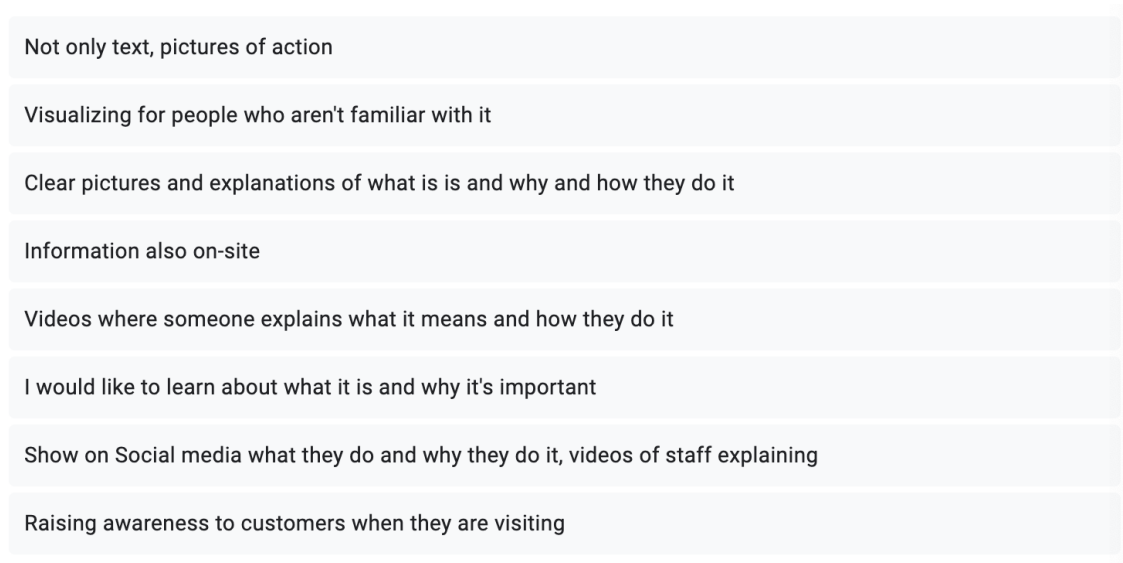 Not only text, pictures of action
Visualizing for people who aren't familiar with it
Clear pictures and explanations of what is is and why and how they do it
Information also on-site
Videos where someone explains what it means and how they do it
I would like to learn about what it is and why it's important
Show on Social media what they do and why they do it, videos of staff explaining
Raising awareness to customers when they are visiting